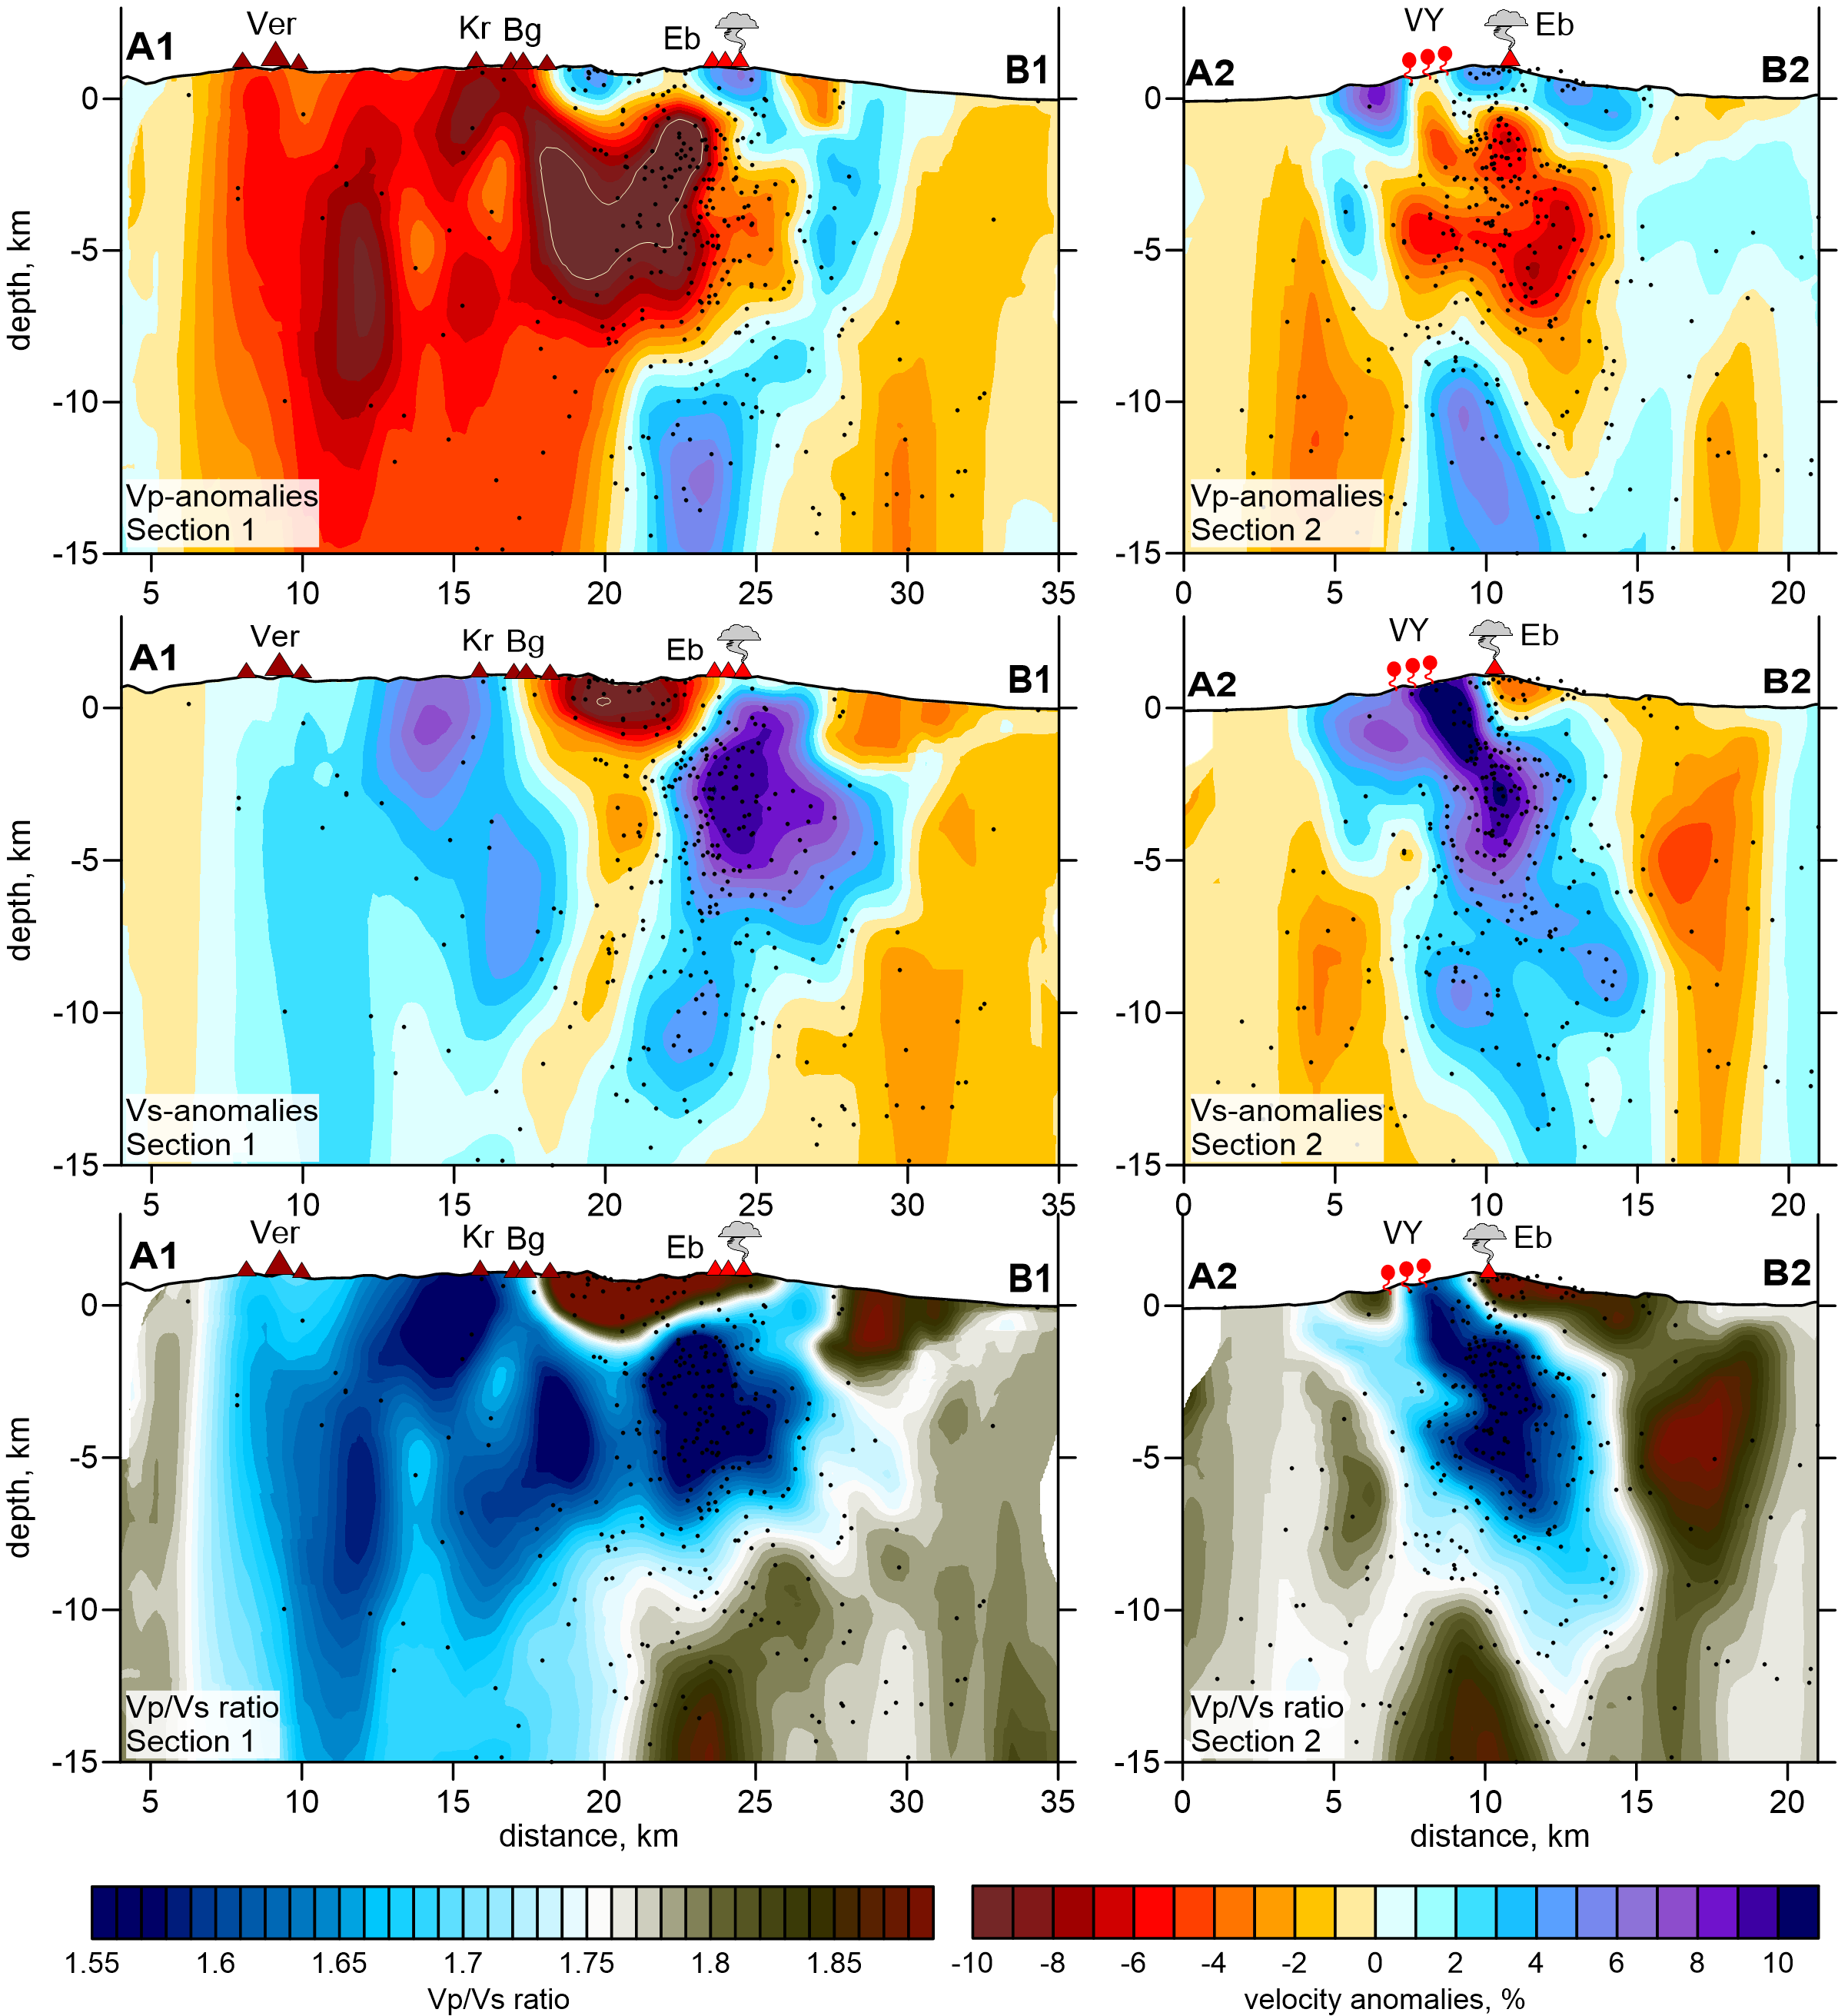 Ver
Kr Bg
Eb
A1
B1
VY
Eb
A2
B2
0
-5
-10
-15
depth, km
Vp-anomalies
Section 1
5 10 15 20 25 30 35
0
-5
-10
-15
Vp-anomalies
Section 2
0 5 10 15 20
Ver
Kr Bg
Eb
A1
B1
VY
Eb
A2
B2
0
-5
-10
-15
depth, km
Vs-anomalies
Section 1
5 10 15 20 25 30 35
0
-5
-10
-15
Vs-anomalies
Section 2
0 5 10 15 20
Ver
Kr Bg
Eb
A1
B1
VY
Eb
A2
B2
0
-5
-10
-15
depth, km
Vp/Vs ratio
Section 1
5 10 15 20 25 30 35
distance, km
0
-5
-10
-15
Vp/Vs ratio
Section 2
0 5 10 15 20
distance, km
1.55 1.6 1.65 1.7 1.75 1.8 1.85
Vp/Vs ratio
-10 -8 -6 -4 -2 0 2 4 6 8 10
velocity anomalies, %